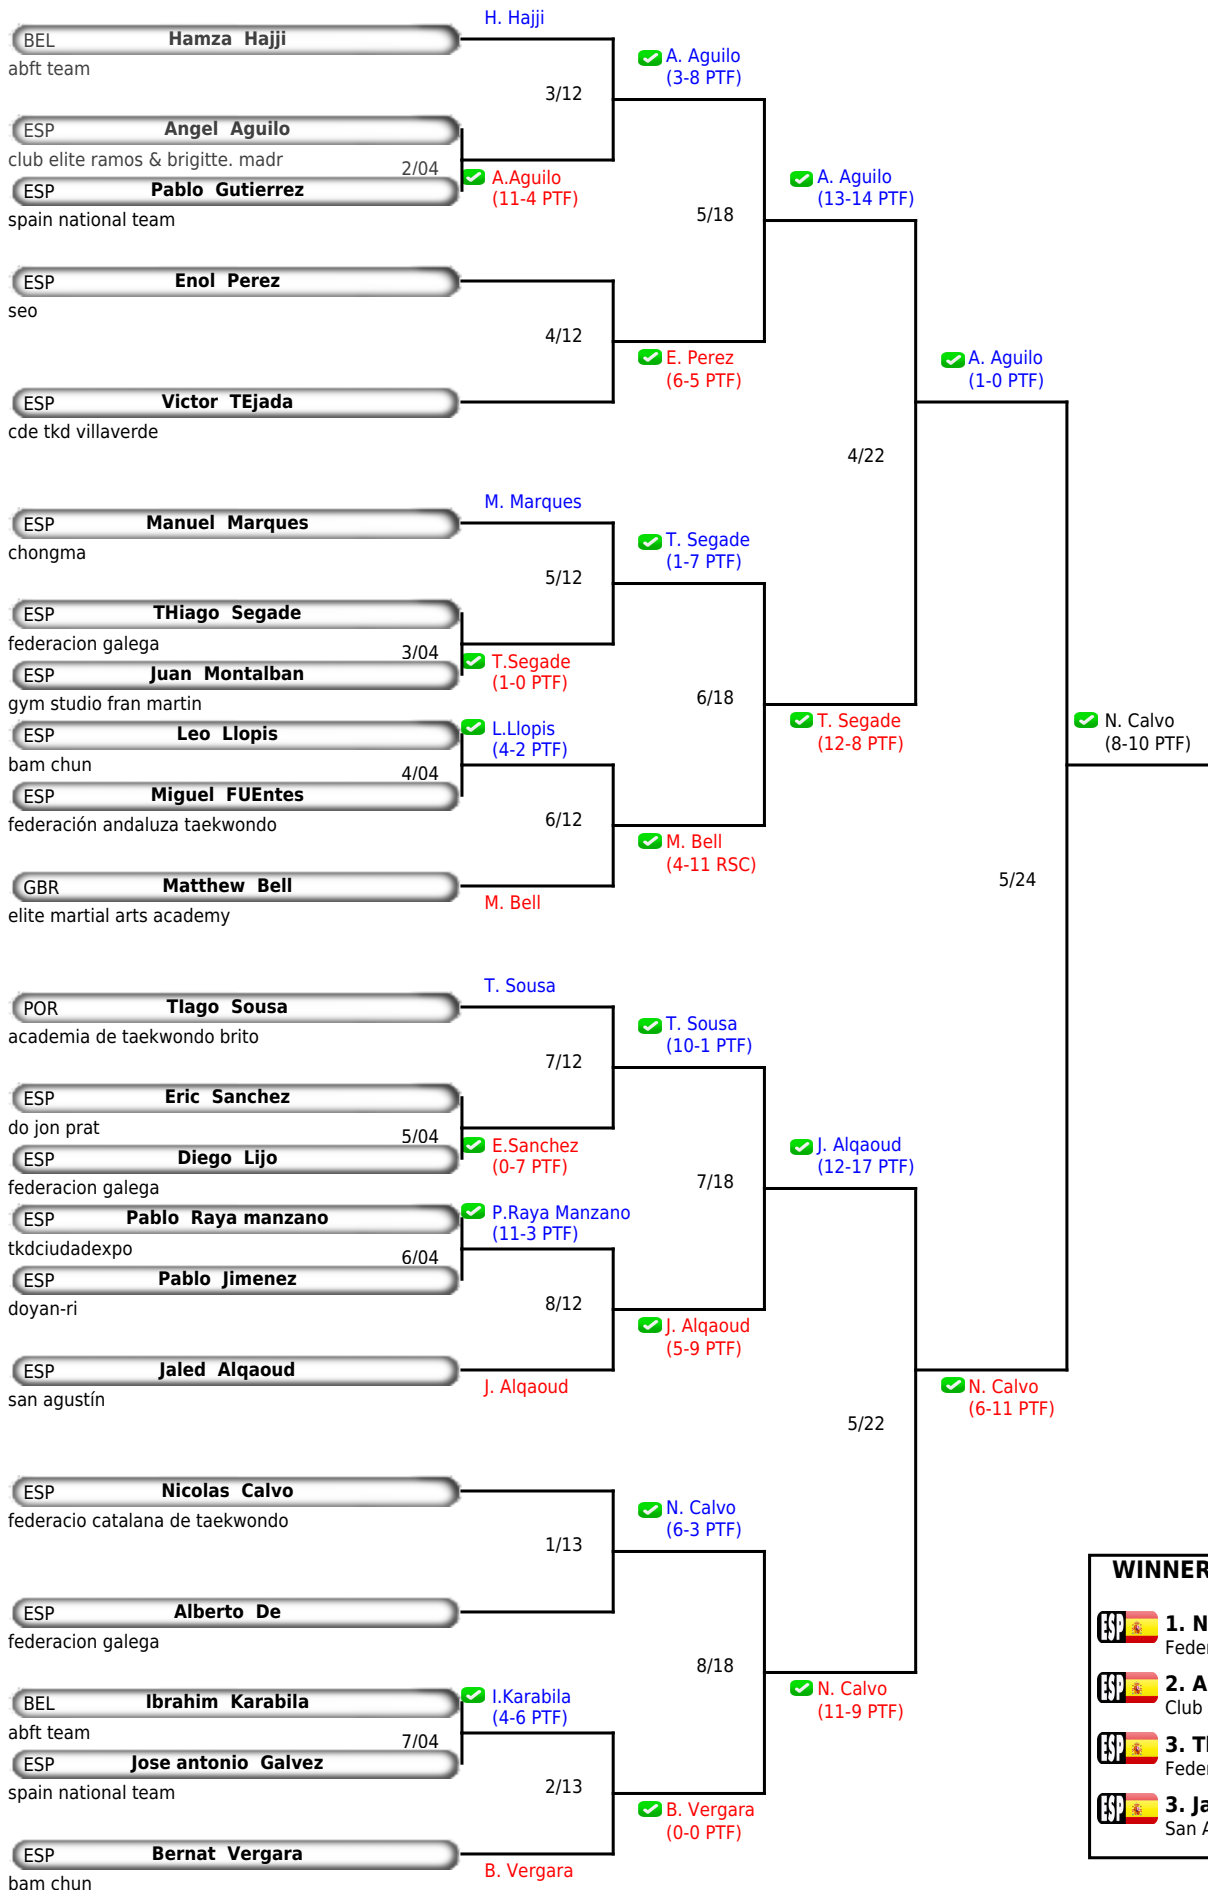 H. Hajji
BEL Hamza Hajji
abft team
A. Aguilo
(3-8 PTF)
3/12
ESP Angel Aguilo
club elite ramos & brigitte. madr
2/04
ESP Pablo Gutierrez
spain national team
A.Aguilo
(11-4 PTF)
A. Aguilo
(13-14 PTF)
5/18
ESP Enol Perez
seo
4/12
E. Perez
(6-5 PTF)
ESP Victor TEjada
cde tkd villaverde
A. Aguilo
(1-0 PTF)
4/22
M. Marques
ESP Manuel Marques
chongma
T. Segade
(1-7 PTF)
5/12
ESP THiago Segade
federacion galega
3/04
ESP Juan Montalban
gym studio fran martin
T.Segade
(1-0 PTF)
6/18
T. Segade
(12-8 PTF)
N. Calvo
(8-10 PTF)
ESP Leo Llopis
bam chun
L.Llopis
(4-2 PTF)
4/04
ESP Miguel FUEntes
federación andaluza taekwondo
6/12
M. Bell
(4-11 RSC)
GBR Matthew Bell
elite martial arts academy
M. Bell
5/24
T. Sousa
POR TIago Sousa
academia de taekwondo brito
T. Sousa
(10-1 PTF)
7/12
ESP Eric Sanchez
do jon prat
5/04
ESP Diego Lijo
federacion galega
E.Sanchez
(0-7 PTF)
J. Alqaoud
(12-17 PTF)
7/18
ESP Pablo Raya manzano
tkdciudadexpo
P.Raya Manzano
(11-3 PTF)
6/04
ESP Pablo Jimenez
doyan-ri
8/12
J. Alqaoud
(5-9 PTF)
ESP Jaled Alqaoud
san agustín
J. Alqaoud
N. Calvo
(6-11 PTF)
5/22
ESP Nicolas Calvo
federacio catalana de taekwondo
N. Calvo
(6-3 PTF)
1/13
ESP Alberto De
federacion galega
8/18
N. Calvo
(11-9 PTF)
BEL Ibrahim Karabila
abft team
I.Karabila
(4-6 PTF)
7/04
ESP Jose antonio Galvez
spain national team
2/13
B. Vergara
(0-0 PTF)
ESP Bernat Vergara
bam chun
B. Vergara
WINNER
ESP 1. N
Feder
ESP 2. A
Club
ESP 3. T
Feder
ESP 3. Ja
San A